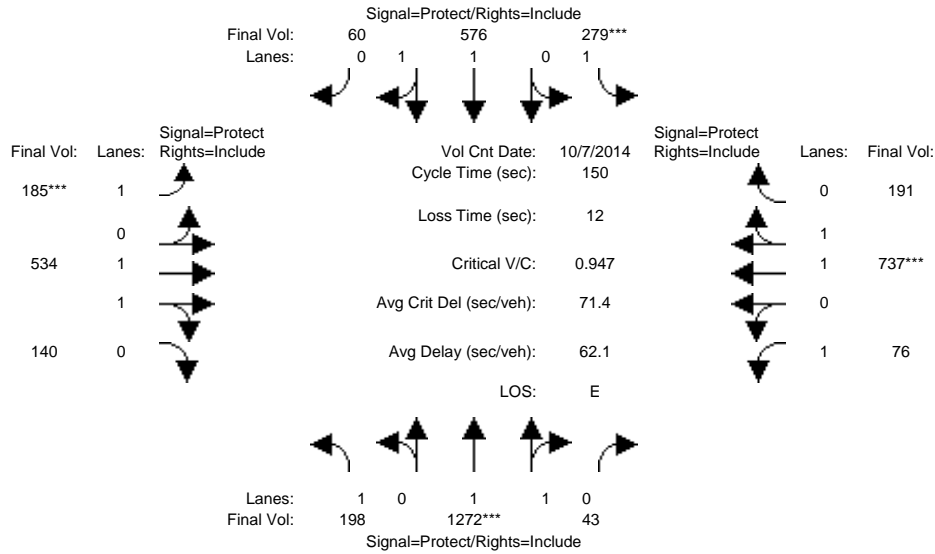 Signal=Protect/Rights=Include
Final Vol: 60 576 279***
Lanes: 0 1 1 0 1
Signal=Protect Signal=Protect
Final Vol: Lanes: Rights=Include Vol Cnt Date: 10/7/2014 Rights=Include Lanes: Final Vol:
Cycle Time (sec): 150
185*** 1 0 191
Loss Time (sec): 12
0 1
534 1 Critical V/C: 0.947 1 737***
1 Avg Crit Del (sec/veh): 71.4 0
140 0 Avg Delay (sec/veh): 62.1 1 76
LOS: E
Lanes: 1 0 1 1 0
Final Vol: 198 1272*** 43
Signal=Protect/Rights=Include